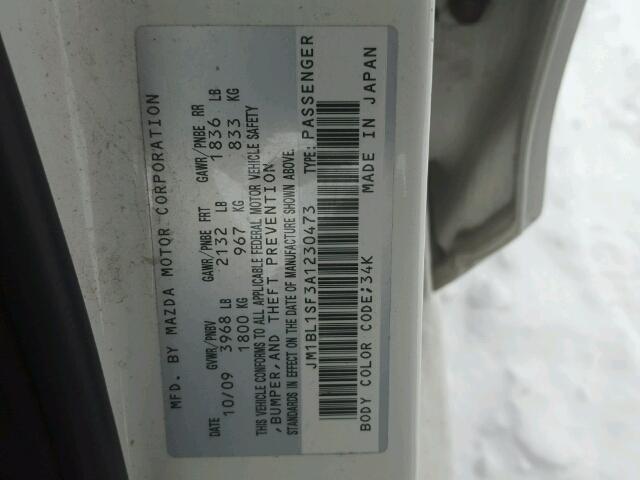 MFD. BY MAZDA MOTOR CORPORATION
DATE GVWR/PNBV GAWR/PNBE FRT GAWR/PNBE RR
10/09 3968 LB 2132 LB 1836 LB
1800 KG 967 KG 833 KG
THIS VEHICLE CONFORMS TO ALL APPLICABLE FEDERAL MOTOR VEHICLE SAFETY
,BUMPER,AND THEFT PREVENTION
STANDARDS IN EFFECT ON THE DATE OF MANUFACTURE SHOWN ABOVE.
JM1BL1SF3A1230473 TYPE: PASSENGER
BODY COLOR CODE;34K MADE IN JAPAN